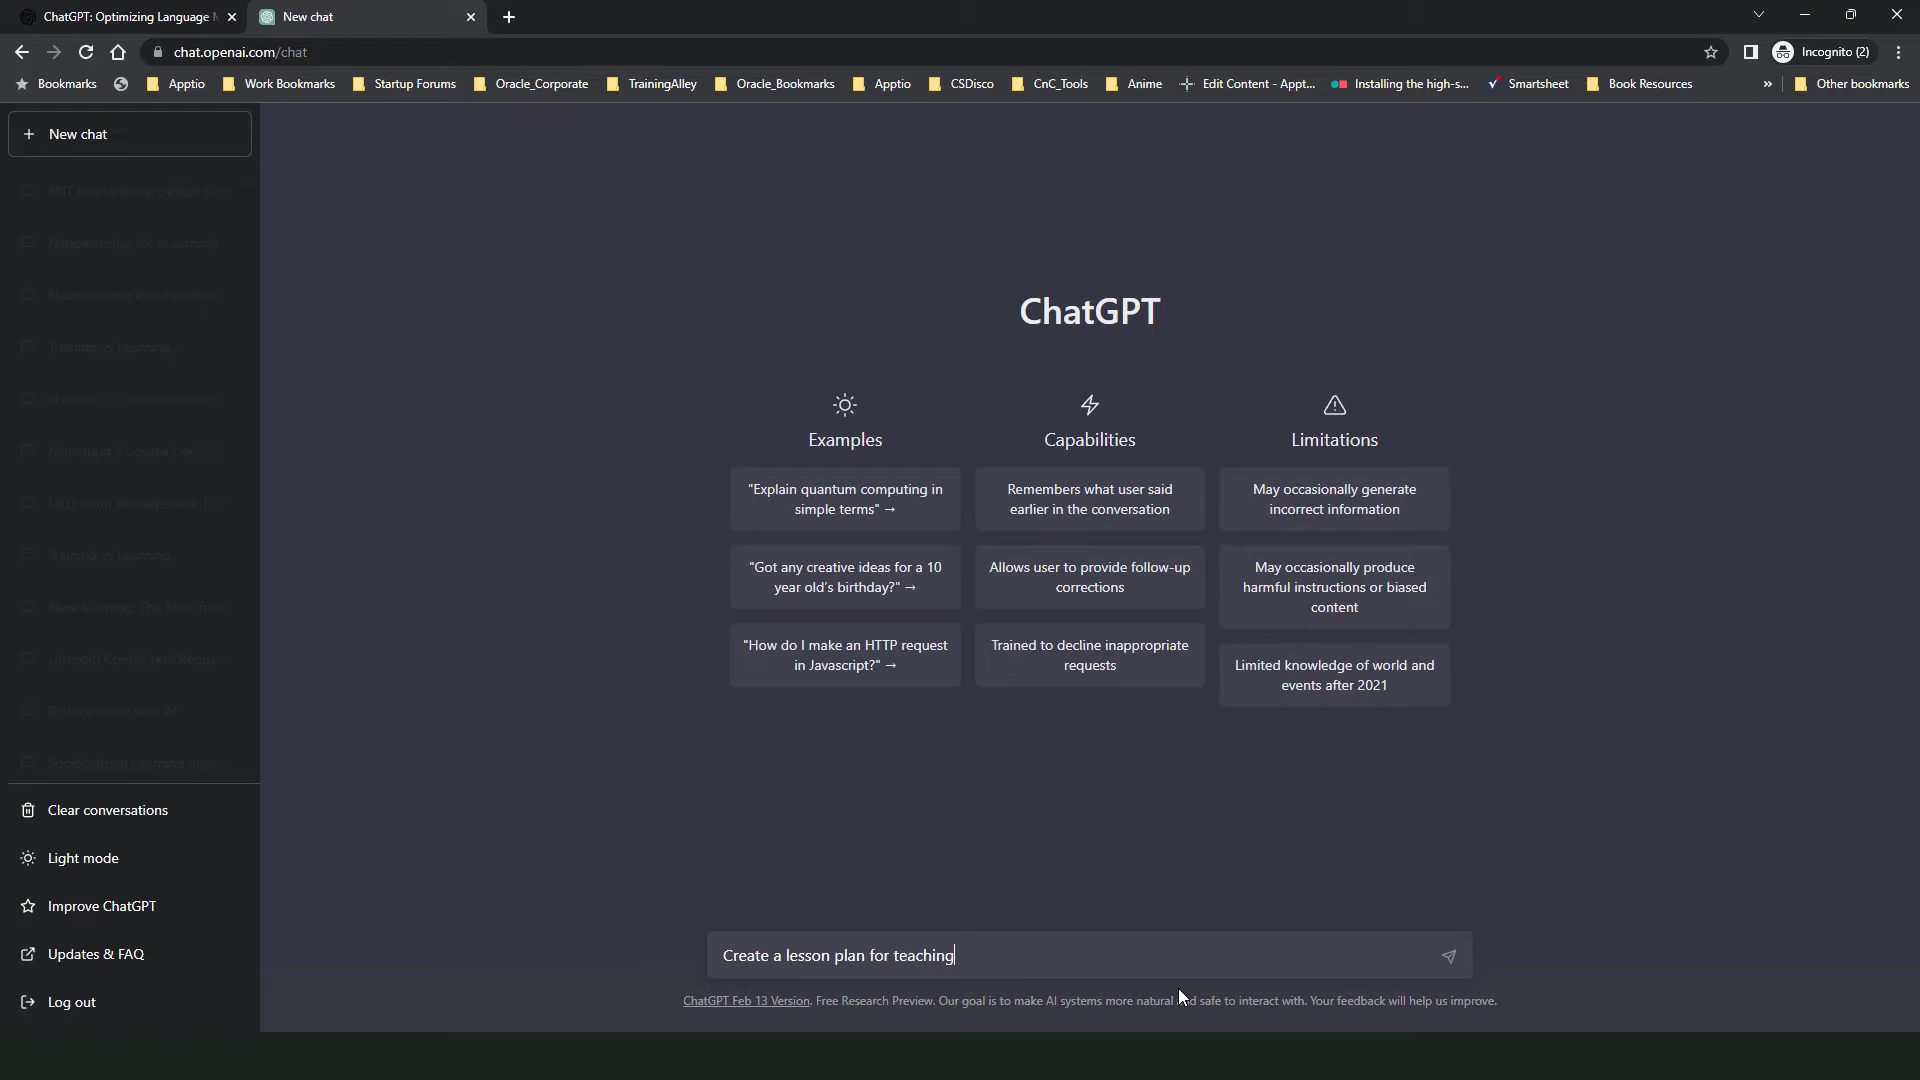 ChatGPT: Optimizing Language
New chat
chat.openai.com/chat
Incognito (2)
Bookmarks
Apptio
Work Bookmarks
Startup Forums
Oracle_Corporate
TrainingAlley
Oracle_Bookmarks
Apptio
CSDisco
CnC_Tools
Anime
Edit Content - Appt...
Installing the high-s...
Smartsheet
Book Resources
»
Other bookmarks
+ New chat
Training vs Learning
Training vs Learning
Clear conversations
Light mode
Improve ChatGPT
Updates & FAQ
Log out
ChatGPT
Examples
"Explain quantum computing in
simple terms" →
"Got any creative ideas for a 10
year old's birthday?" →
"How do I make an HTTP request
in Javascript?" →
Capabilities
Remembers what user said
earlier in the conversation
Allows user to provide follow-up
corrections
Trained to decline inappropriate
requests
Limitations
May occasionally generate
incorrect information
May occasionally produce
harmful instructions or biased
content
Limited knowledge of world and
events after 2021
Create a lesson plan for teaching
ChatGPT Feb 13 Version. Free Research Preview. Our goal is to make AI systems more natural and safe to interact with. Your feedback will help us improve.